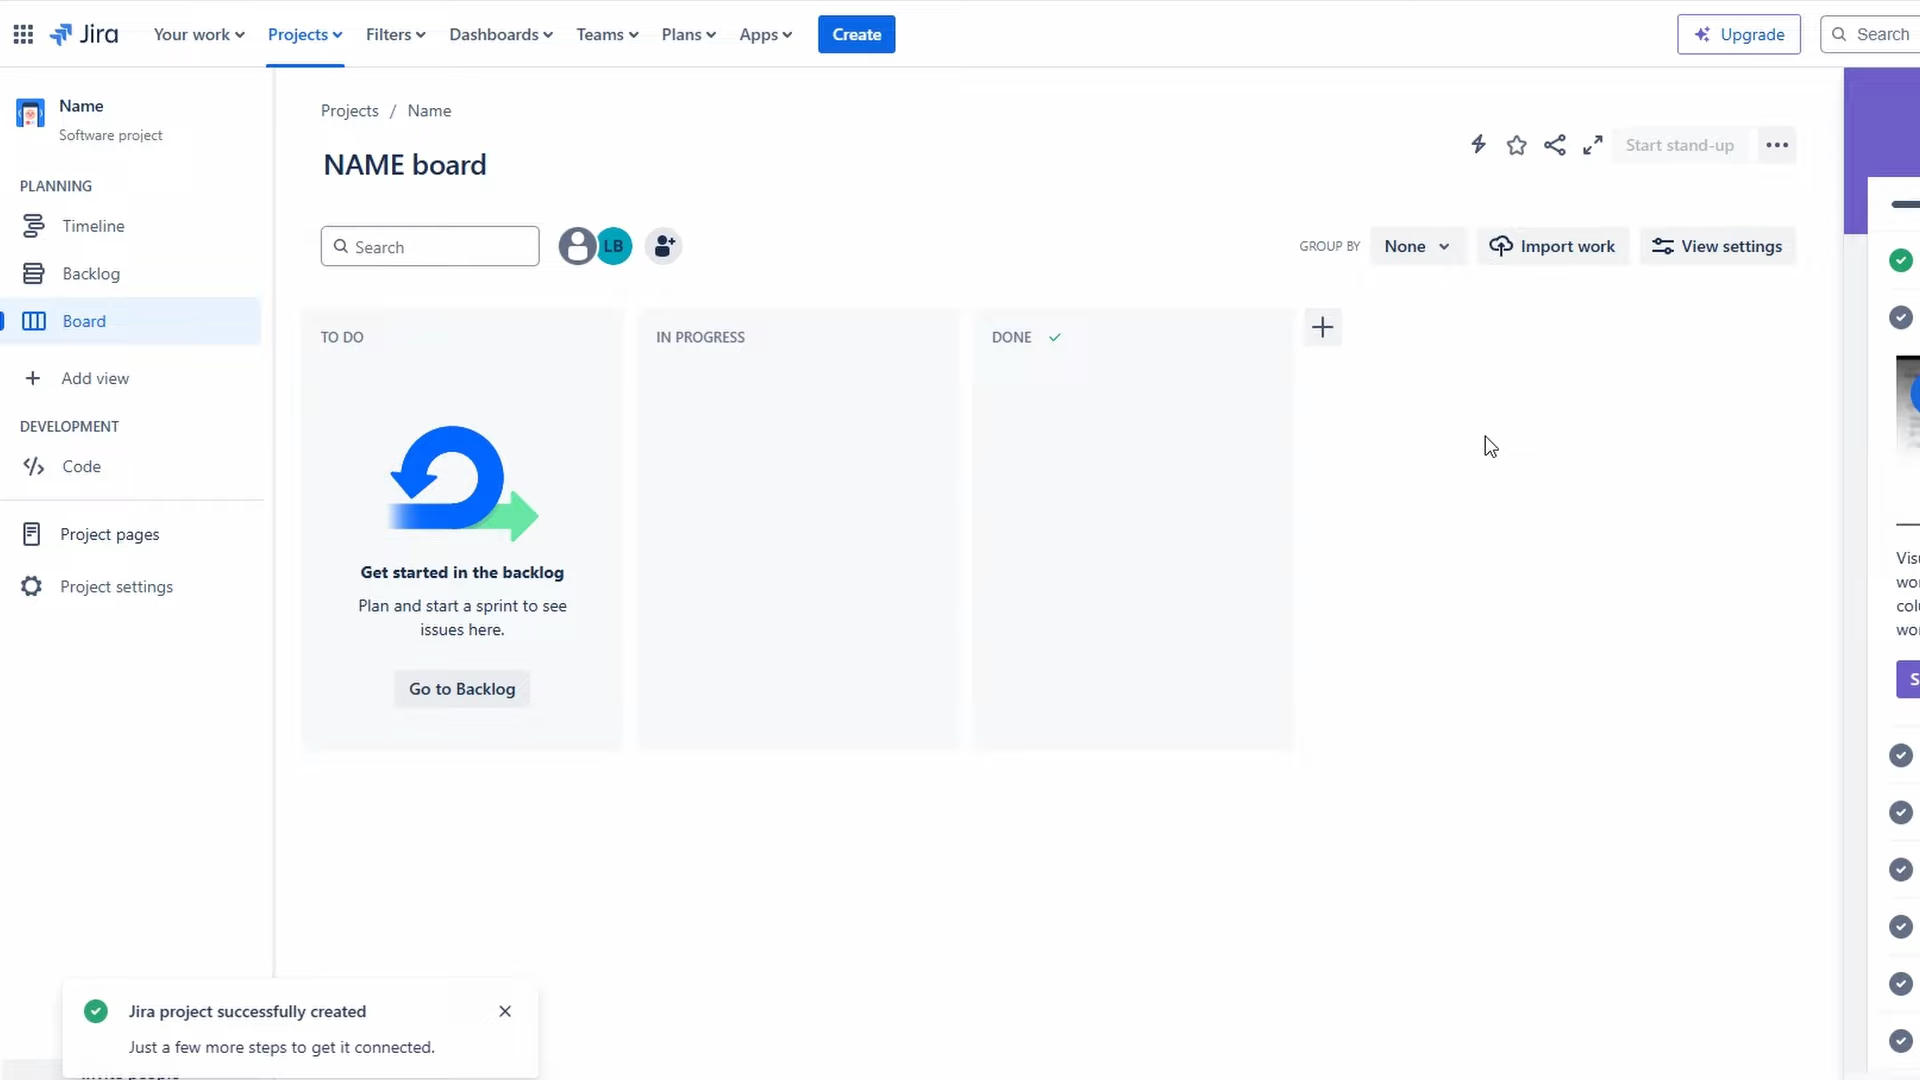 Jira
Your work
Projects
Filters
Dashboards
Teams
Plans
Apps
Create
Upgrade
Search
Name
Software project
PLANNING
Timeline
Backlog
Board
Add view
DEVELOPMENT
Code
Project pages
Project settings
Projects / Name
NAME board
Start stand-up
Search
LB
GROUP BY
None
Import work
View settings
TO DO
IN PROGRESS
DONE
Get started in the backlog
Plan and start a sprint to see
issues here.
Go to Backlog
Jira project successfully created
Just a few more steps to get it connected.